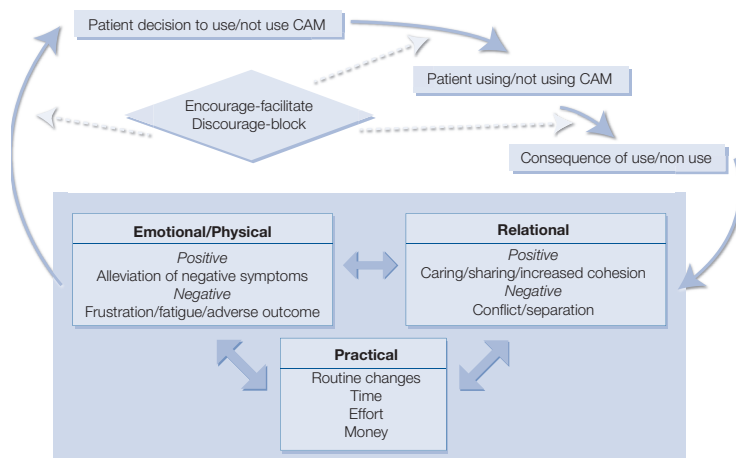 Patient decision to use/not use CAM
Patient using/not using CAM
Encourage-facilitate
Discourage-block
Consequence of use/non use
Emotional/Physical
Positive
Alleviation of negative symptoms
Negative
Frustration/fatigue/adverse outcome
Relational
Positive
Caring/sharing/increased cohesion
Negative
Conflict/separation
Practical
Routine changes
Time
Effort
Money